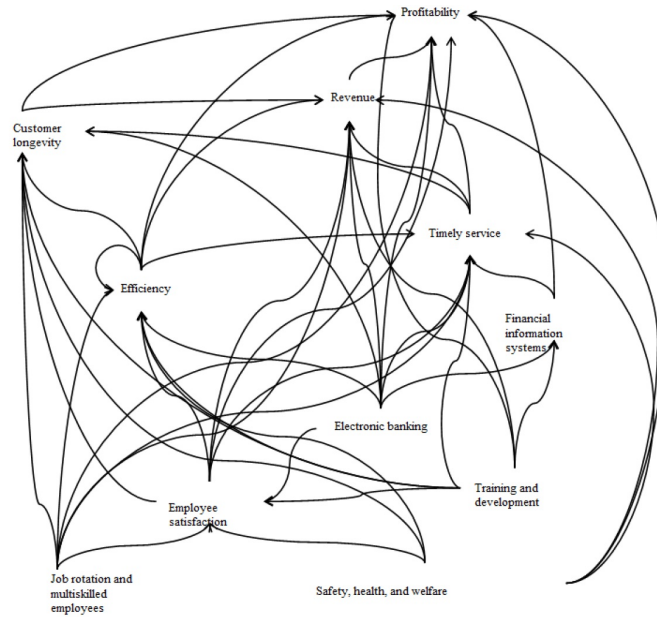 Profitability
Revenue
Customer
longevity
Timely service
Efficiency
Financial
information
systems
Electronic banking
Employee
satisfaction
Training and
development
Job rotation and
multiskilled
employees
Safety, health, and welfare